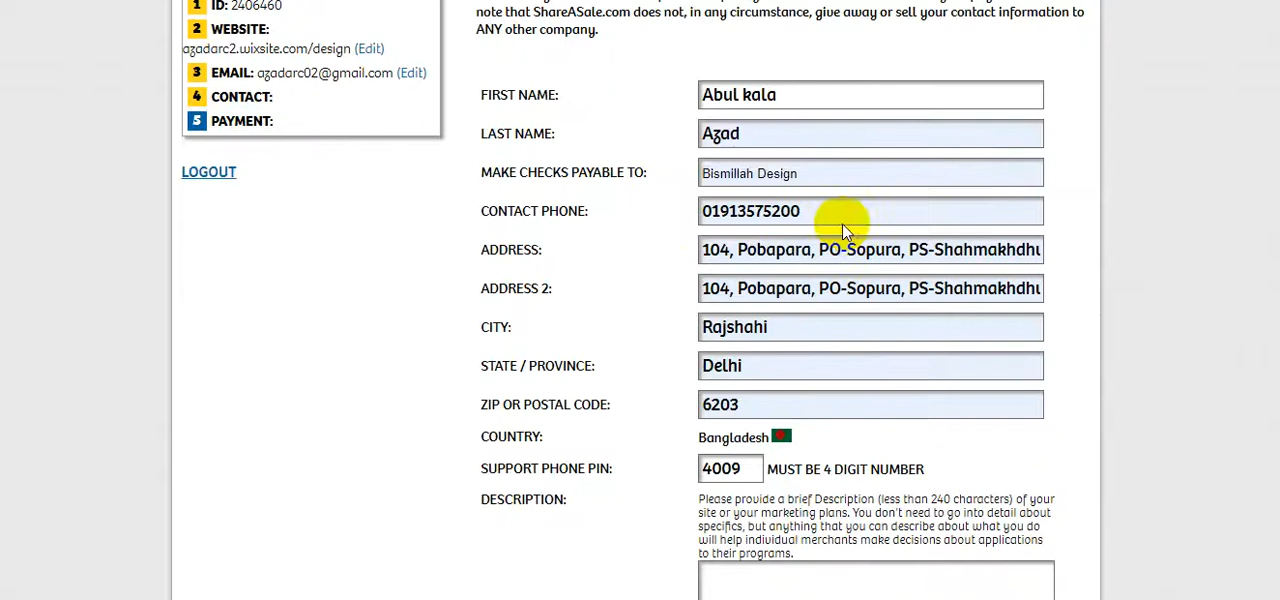 1 ID: 2406460
2 WEBSITE:
azadarc2.wixsite.com/design (Edit)
3 EMAIL: azadarc02@gmail.com (Edit)
4 CONTACT:
5 PAYMENT:
LOGOUT
note that ShareASale.com does not, in any circumstance, give away or sell your contact information to
ANY other company.
FIRST NAME: Abul kala
LAST NAME: Azad
MAKE CHECKS PAYABLE TO: Bismillah Design
CONTACT PHONE: 01913575200
ADDRESS: 104, Pobapara, PO-Sopura, PS-Shahmakhdhu
ADDRESS 2: 104, Pobapara, PO-Sopura, PS-Shahmakhdhu
CITY: Rajshahi
STATE / PROVINCE: Delhi
ZIP OR POSTAL CODE: 6203
COUNTRY: Bangladesh
SUPPORT PHONE PIN: 4009 MUST BE 4 DIGIT NUMBER
DESCRIPTION: Please provide a brief Description (less than 240 characters) of your
site or your marketing plans. You don't need to go into detail about
specifics, but anything that you can describe about what you do
will help individual merchants make decisions about applications
to their programs.